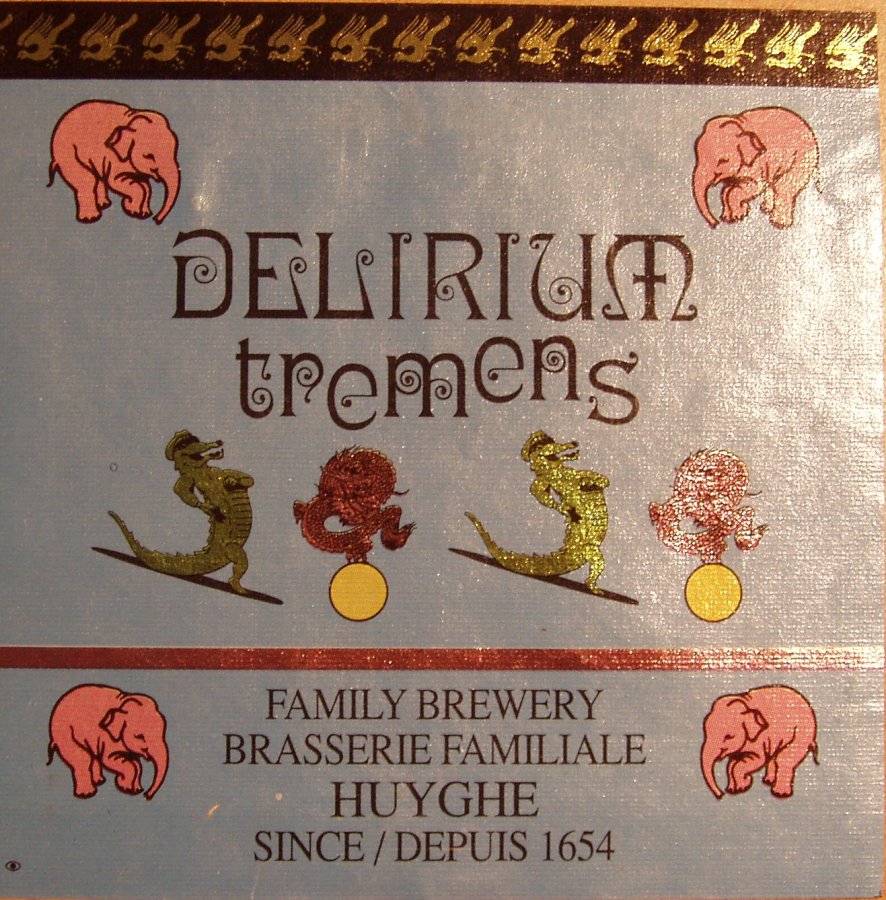 DELIRIUM
tremens
FAMILY BREWERY
BRASSERIE FAMILIALE
HUYGHE
SINCE / DEPUIS 1654